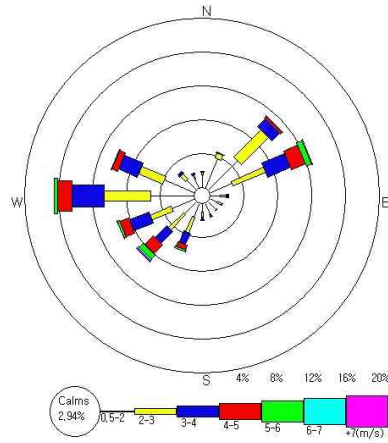 N
W
E
S
4% 8% 12% 16% 20%
Calms
2,94%
0,5-2 2-3 3-4 4-5 5-6 6-7 +7(m/s)